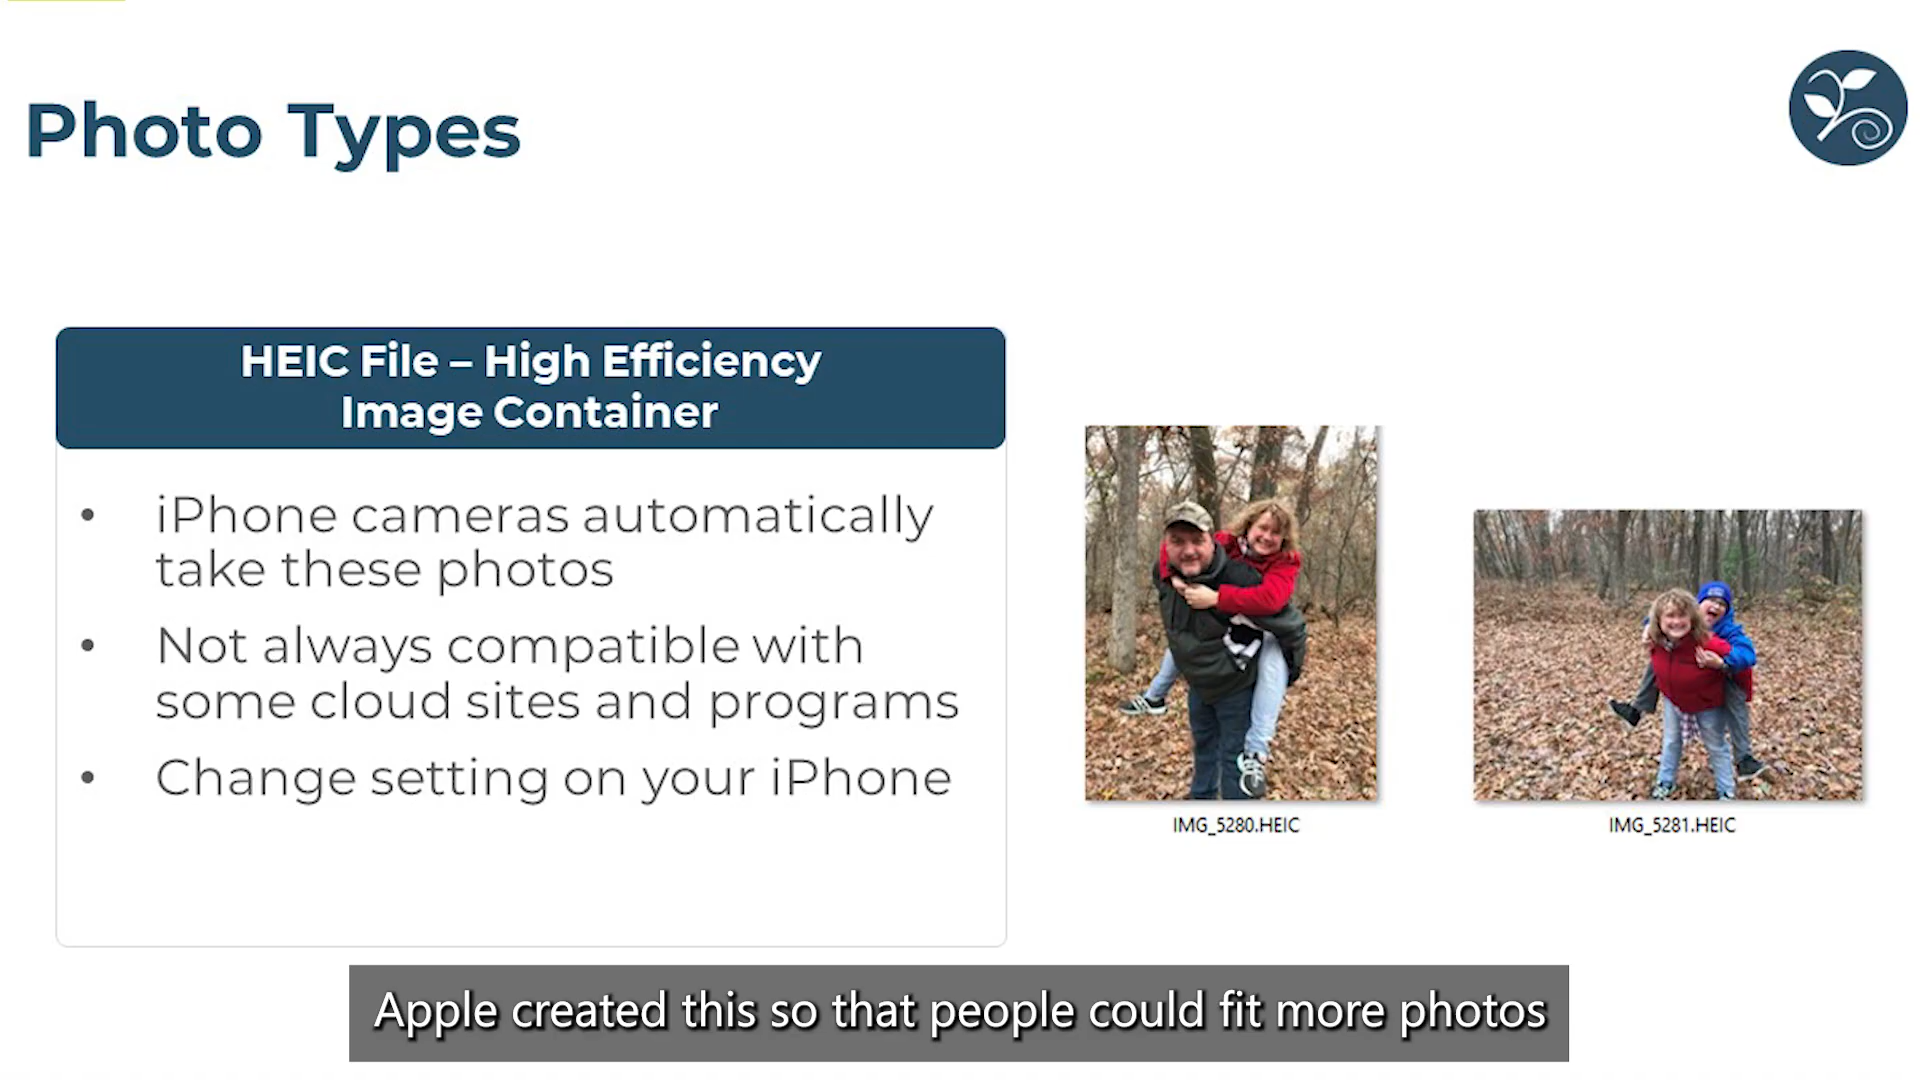 Photo Types
HEIC File – High Efficiency
Image Container
• iPhone cameras automatically
take these photos
• Not always compatible with
some cloud sites and programs
• Change setting on your iPhone
IMG_5280.HEIC
IMG_5281.HEIC
Apple created this so that people could fit more photos